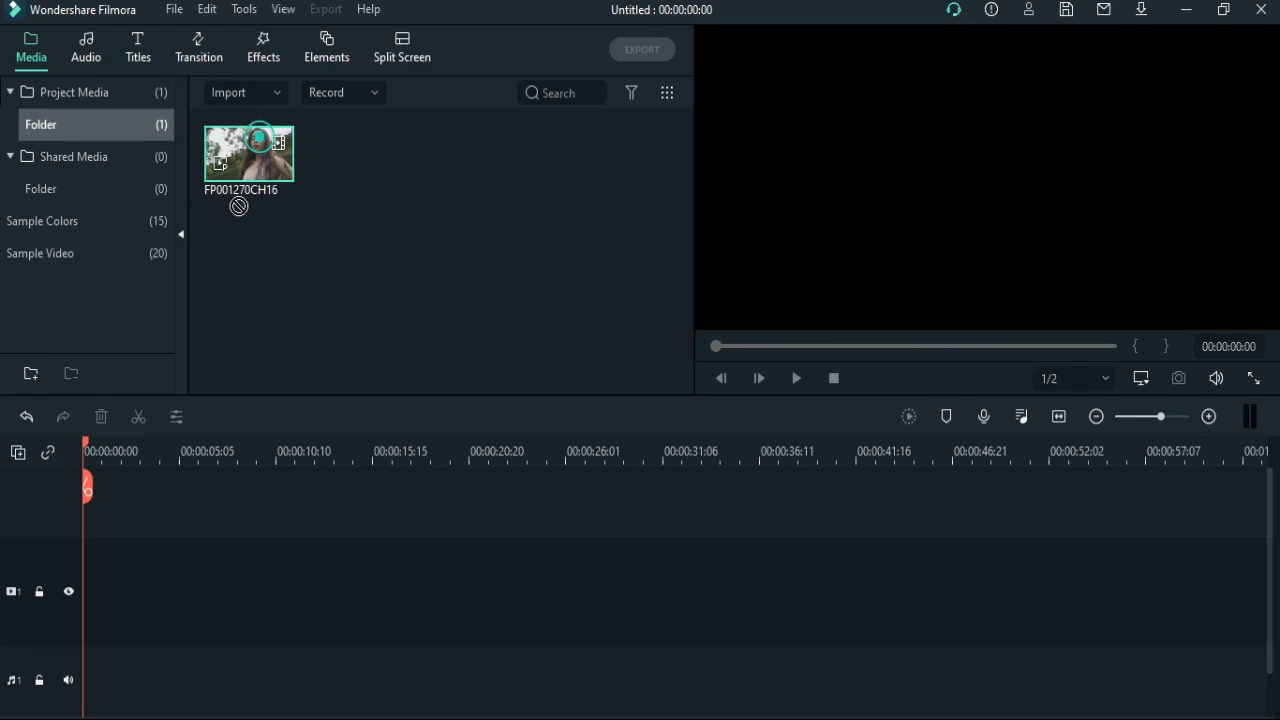 Wondershare Filmora File Edit Tools View Export Help Untitled : 00:00:00:00
Media Audio Titles Transition Effects Elements Split Screen EXPORT
Project Media (1) Import Record Search
Folder (1)
Shared Media (0)
FP001270CH16
Folder (0)
Sample Colors (15)
Sample Video (20)
{ } 00:00:00:00
1/2
00:00:00:00 00:00:05:05 00:00:10:10 00:00:15:15 00:00:20:20 00:00:26:01 00:00:31:06 00:00:36:11 00:00:41:16 00:00:46:21 00:00:52:02 00:00:57:07 00:01
1
1